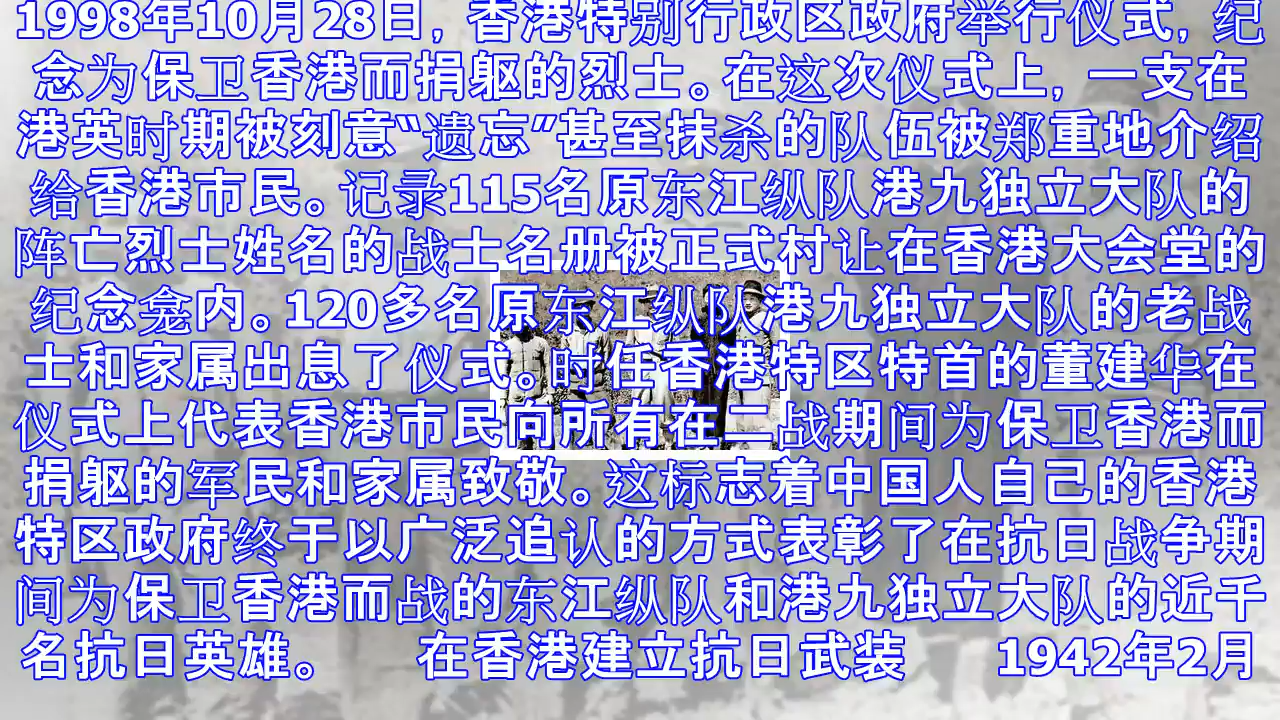 1998年10月28日，香港特别行政区政府举行仪式，纪
念为保卫香港而捐躯的烈士。在这次仪式上，一支在
港英时期被刻意“遗忘”甚至抹杀的队伍被郑重地介绍
给香港市民。记录115名原东江纵队港九独立大队的
阵亡烈士姓名的战士名册被正式村让在香港大会堂的
纪念龛内。120多名原东江纵队港九独立大队的老战
士和家属出息了仪式。时任香港特区特首的董建华在
仪式上代表香港市民向所有在二战期间为保卫香港而
捐躯的军民和家属致敬。这标志着中国人自己的香港
特区政府终于以广泛追认的方式表彰了在抗日战争期
间为保卫香港而战的东江纵队和港九独立大队的近千
名抗日英雄。 在香港建立抗日武装 1942年2月